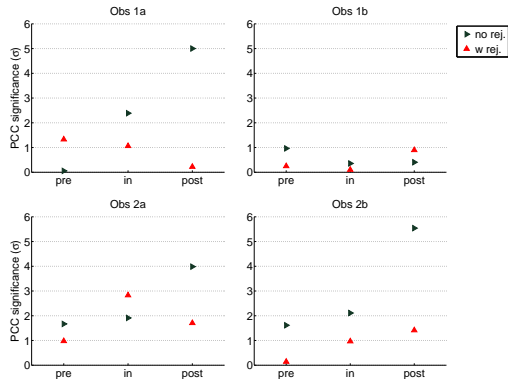 Obs 1a
Obs 1b
no rej.
w rej.
PCC significance (σ)
6
5
4
3
2
1
0
pre in post
6
5
4
3
2
1
0
pre in post
Obs 2a
Obs 2b
PCC significance (σ)
6
5
4
3
2
1
0
pre in post
6
5
4
3
2
1
0
pre in post